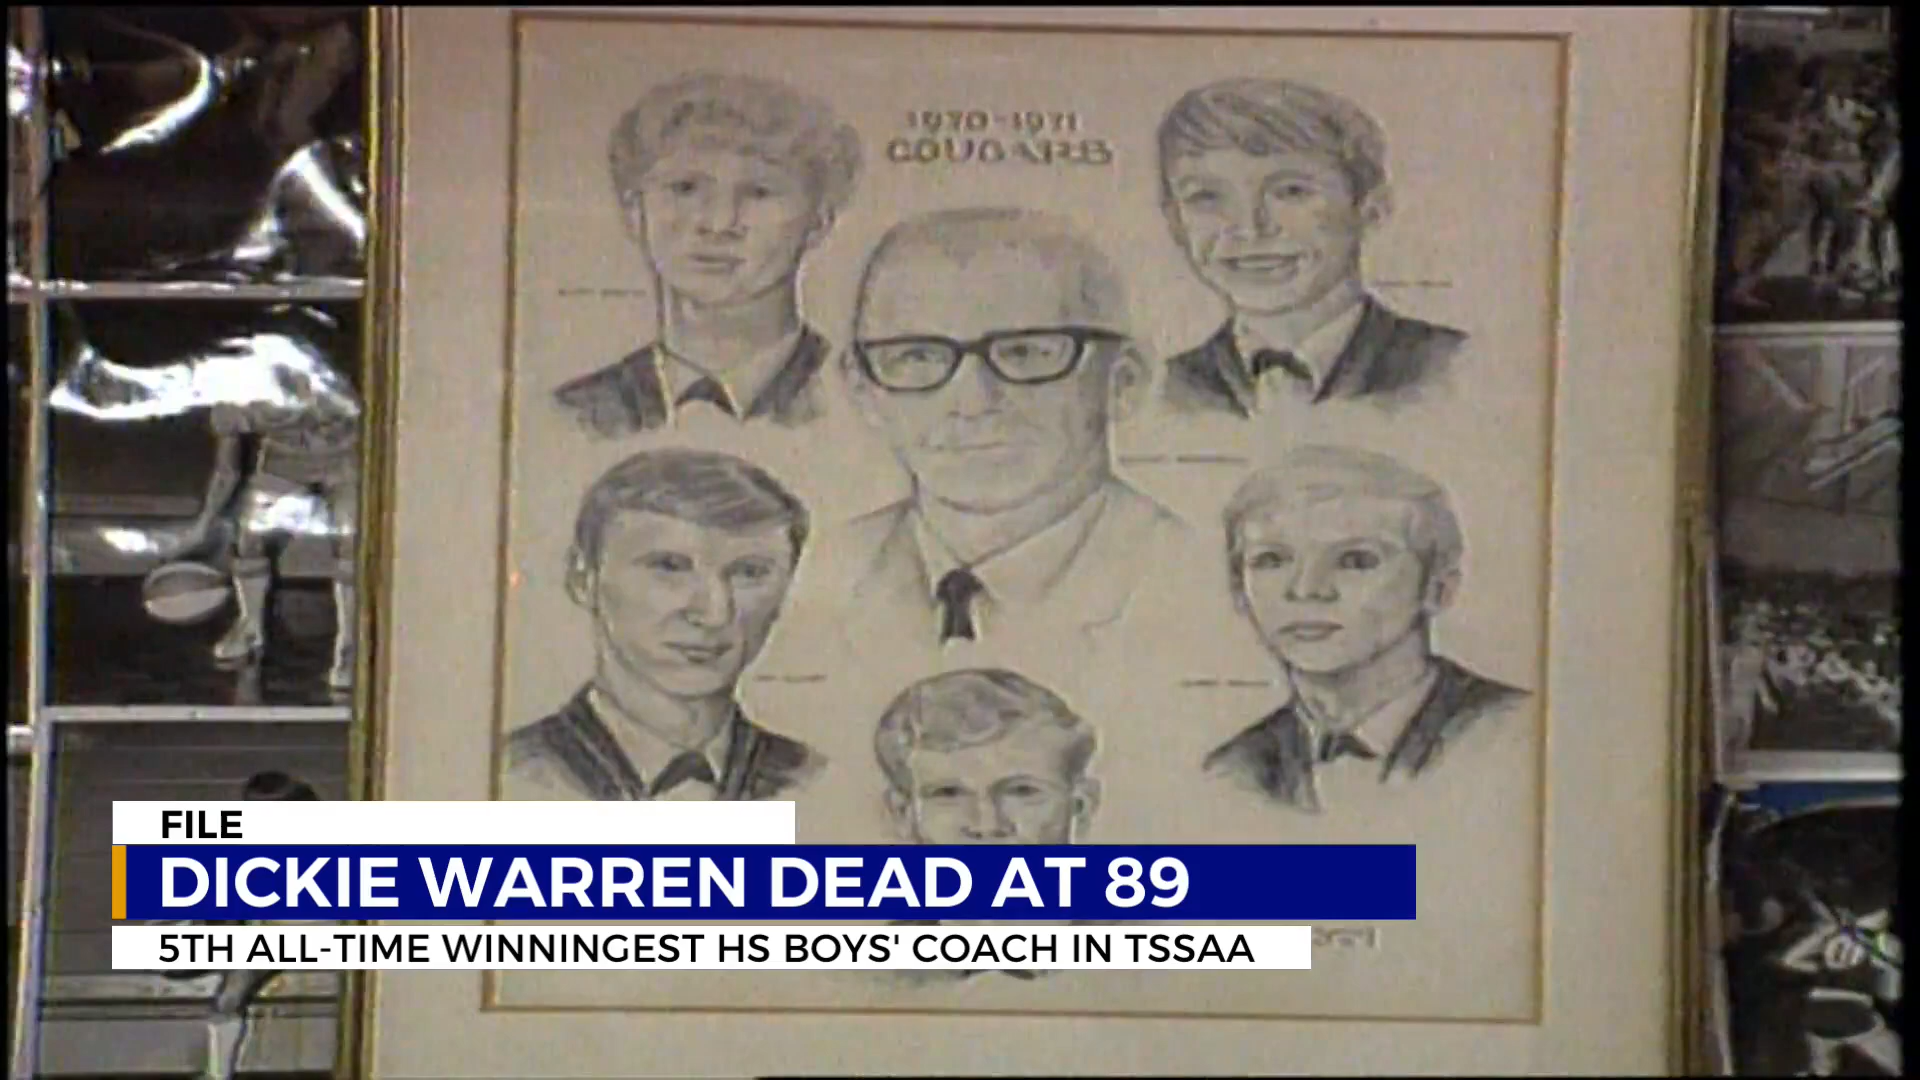 1970-1971
COUGARS
FILE
DICKIE WARREN DEAD AT 89
5TH ALL-TIME WINNINGEST HS BOYS' COACH IN TSSAA